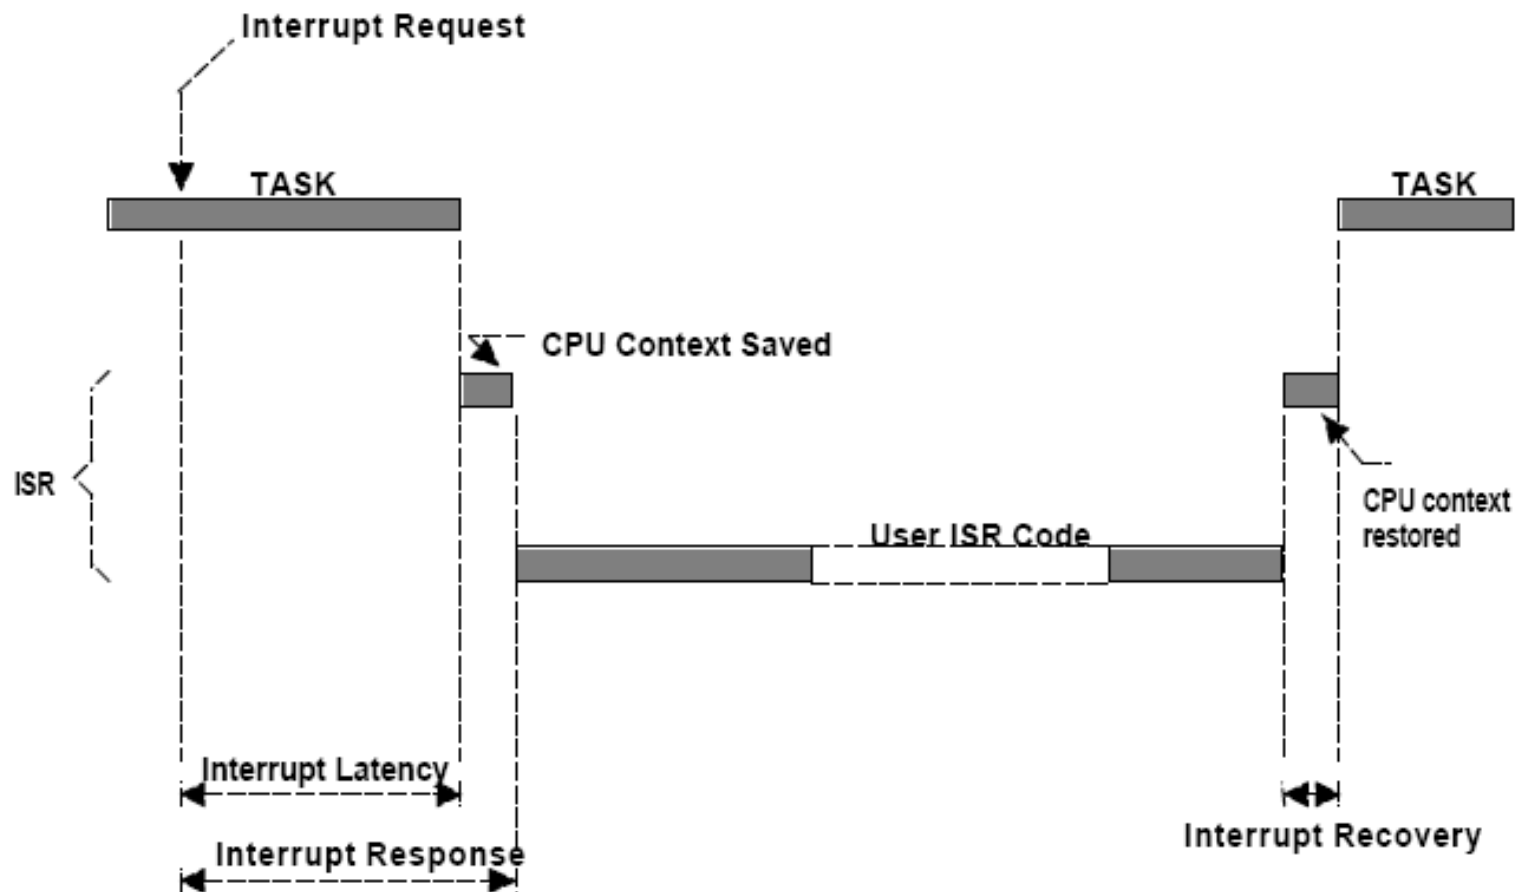 Interrupt Request
TASK
TASK
CPU Context Saved
ISR
CPU context
restored
User ISR Code
Interrupt Latency
Interrupt Recovery
Interrupt Response